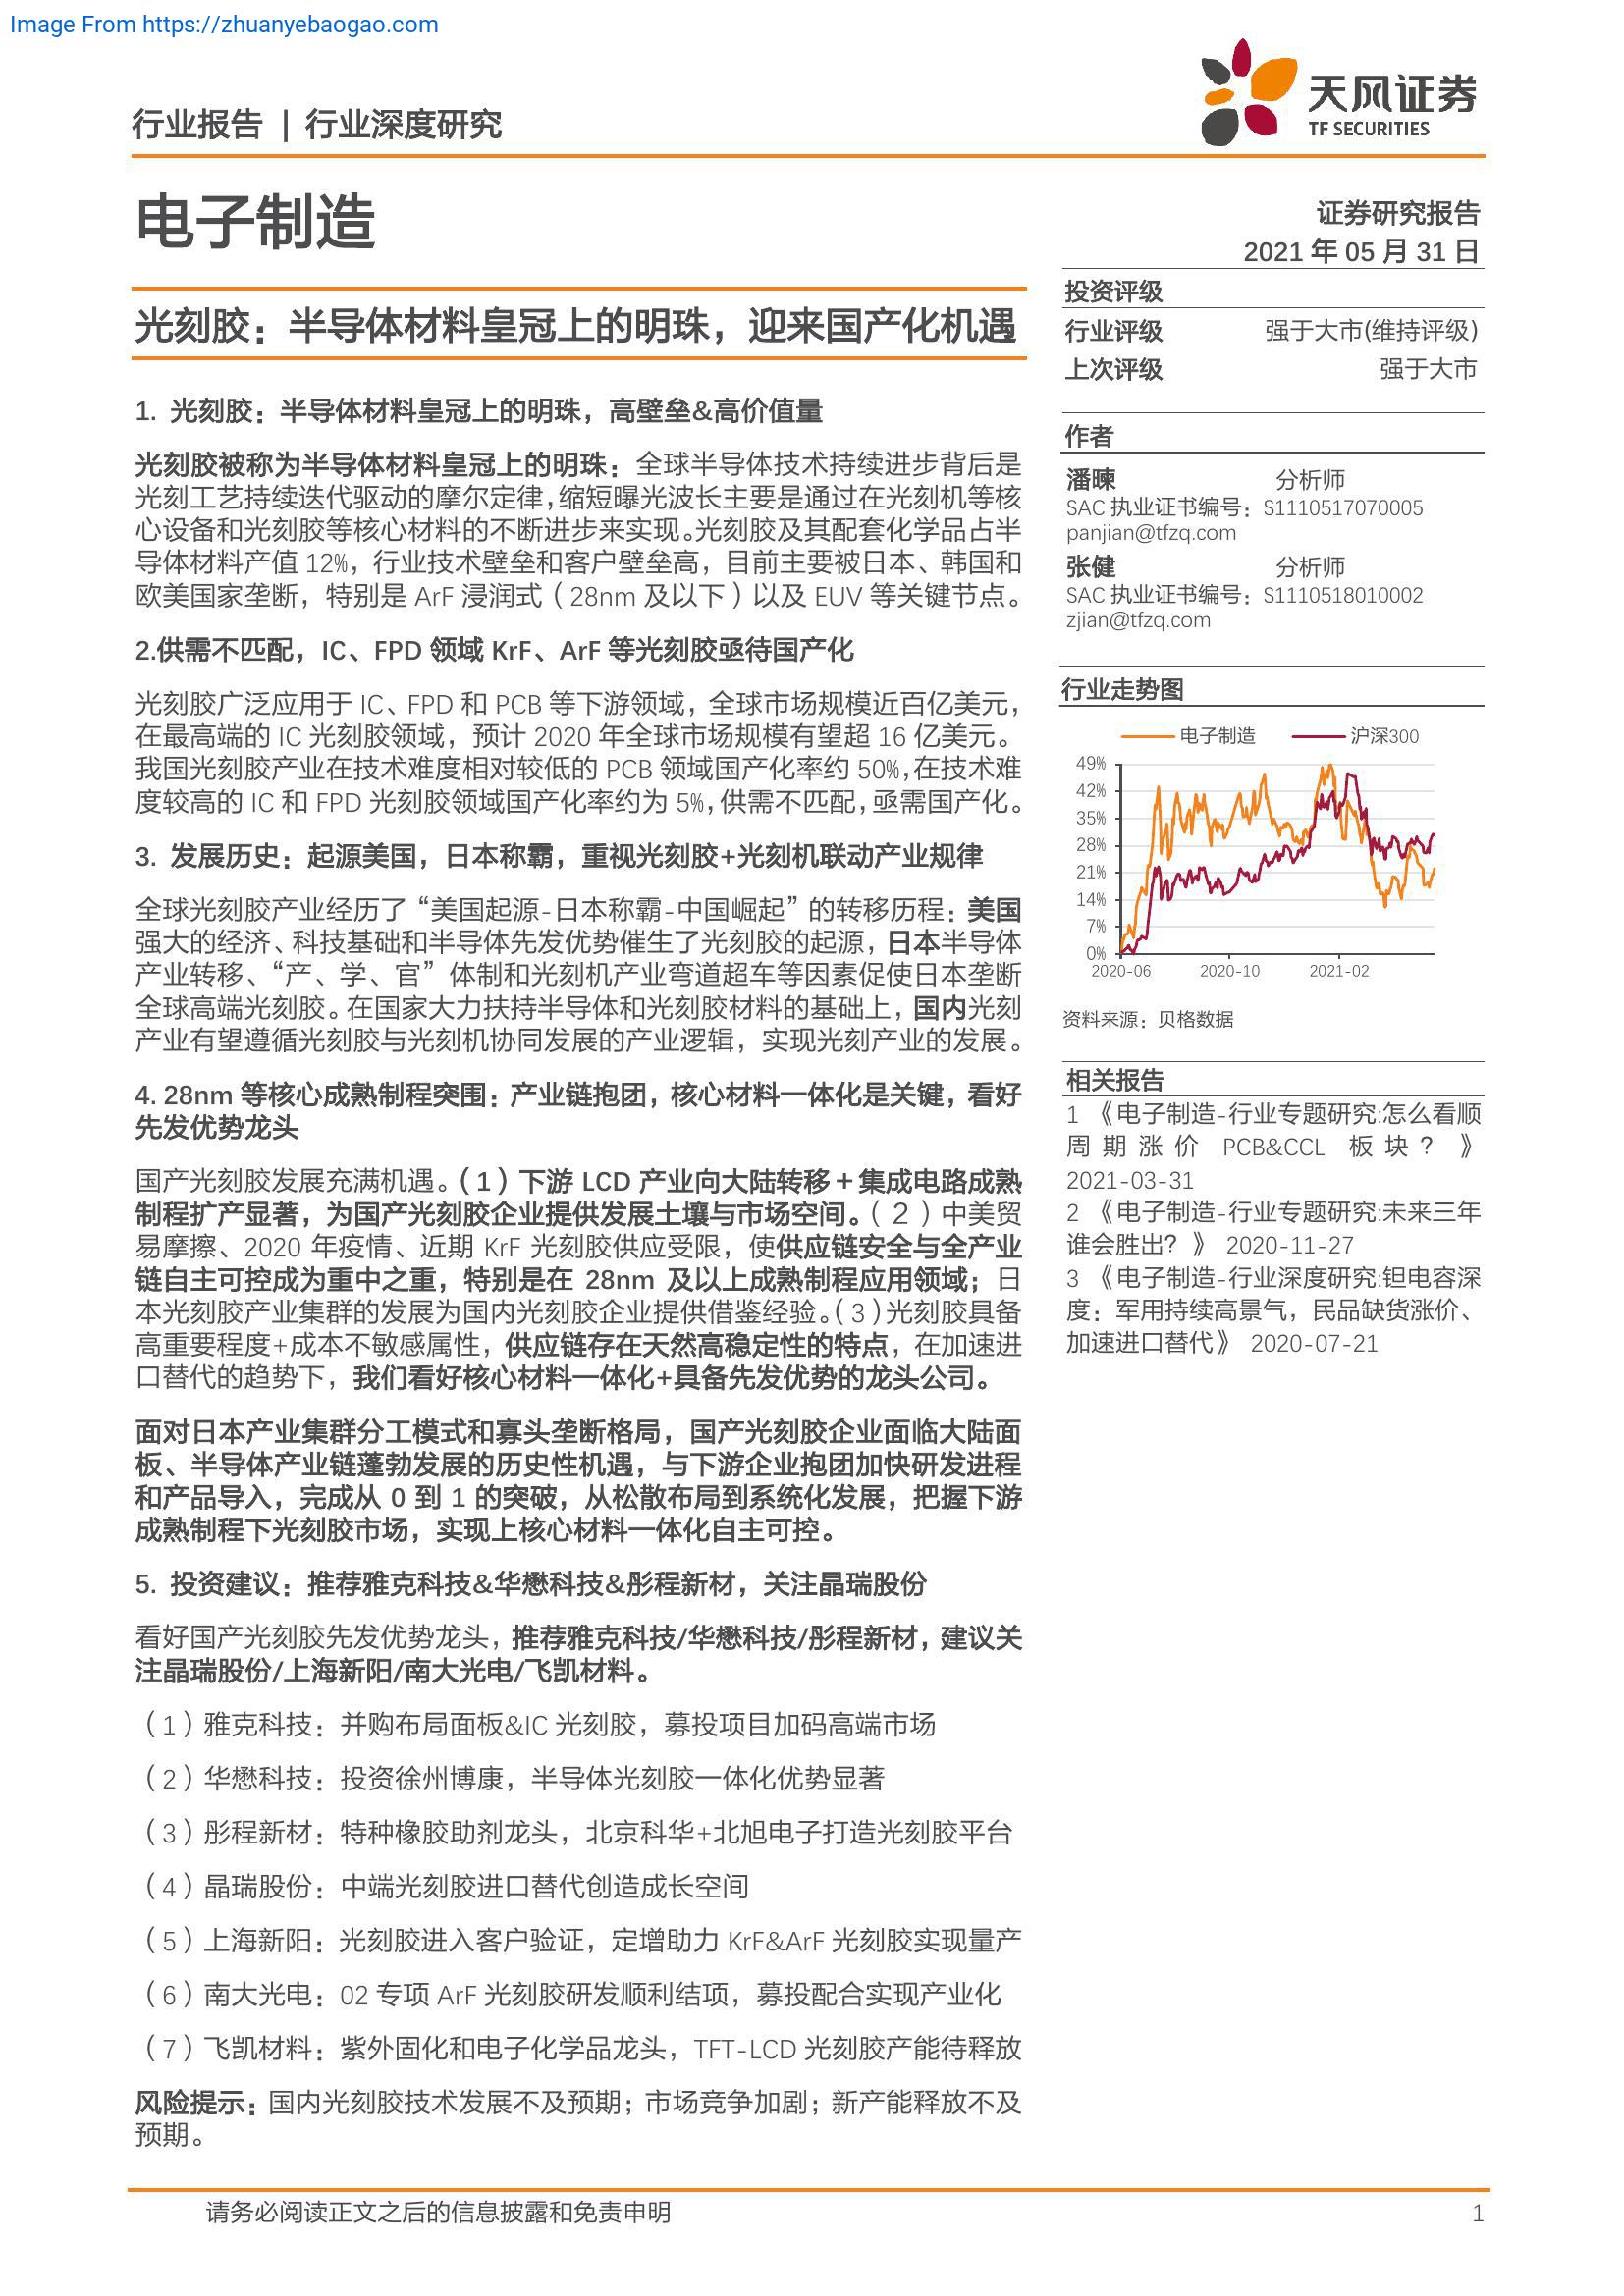 Image From https://zhuanyebaogao.com
行业报告 | 行业深度研究
天风证券
TF SECURITIES
电子制造
证券研究报告
2021 年 05 月 31 日
光刻胶：半导体材料皇冠上的明珠，迎来国产化机遇
1. 光刻胶：半导体材料皇冠上的明珠，高壁垒&高价值量
光刻胶被称为半导体材料皇冠上的明珠：全球半导体技术持续进步背后是
光刻工艺持续迭代驱动的摩尔定律，缩短曝光波长主要是通过在光刻机等核
心设备和光刻胶等核心材料的不断进步来实现。光刻胶及其配套化学品占半
导体材料产值 12%，行业技术壁垒和客户壁垒高，目前主要被日本、韩国和
欧美国家垄断，特别是 ArF 浸润式（28nm 及以下）以及 EUV 等关键节点。
2.供需不匹配，IC、FPD 领域 KrF、ArF 等光刻胶亟待国产化
光刻胶广泛应用于 IC、FPD 和 PCB 等下游领域，全球市场规模近百亿美元，
在最高端的 IC 光刻胶领域，预计 2020 年全球市场规模有望超 16 亿美元。
我国光刻胶产业在技术难度相对较低的 PCB 领域国产化率约 50%，在技术难
度较高的 IC 和 FPD 光刻胶领域国产化率约为 5%，供需不匹配，亟需国产化。
3. 发展历史：起源美国，日本称霸，重视光刻胶+光刻机联动产业规律
全球光刻胶产业经历了“美国起源-日本称霸-中国崛起”的转移历程：美国
强大的经济、科技基础和半导体先发优势催生了光刻胶的起源，日本半导体
产业转移、“产、学、官”体制和光刻机产业弯道超车等因素促使日本垄断
全球高端光刻胶。在国家大力扶持半导体和光刻胶材料的基础上，国内光刻
产业有望遵循光刻胶与光刻机协同发展的产业逻辑，实现光刻产业的发展。
4. 28nm 等核心成熟制程突围：产业链抱团，核心材料一体化是关键，看好
先发优势龙头
国产光刻胶发展充满机遇。（1）下游 LCD 产业向大陆转移＋集成电路成熟
制程扩产显著，为国产光刻胶企业提供发展土壤与市场空间。（2）中美贸
易摩擦、2020 年疫情、近期 KrF 光刻胶供应受限，使供应链安全与全产业
链自主可控成为重中之重，特别是在 28nm 及以上成熟制程应用领域；日
本光刻胶产业集群的发展为国内光刻胶企业提供借鉴经验。（3）光刻胶具备
高重要程度+成本不敏感属性，供应链存在天然高稳定性的特点，在加速进
口替代的趋势下，我们看好核心材料一体化+具备先发优势的龙头公司。
面对日本产业集群分工模式和寡头垄断格局，国产光刻胶企业面临大陆面
板、半导体产业链蓬勃发展的历史性机遇，与下游企业抱团加快研发进程
和产品导入，完成从 0 到 1 的突破，从松散布局到系统化发展，把握下游
成熟制程下光刻胶市场，实现上核心材料一体化自主可控。
5. 投资建议：推荐雅克科技&华懋科技&彤程新材，关注晶瑞股份
看好国产光刻胶先发优势龙头，推荐雅克科技/华懋科技/彤程新材，建议关
注晶瑞股份/上海新阳/南大光电/飞凯材料。
（1）雅克科技：并购布局面板&IC 光刻胶，募投项目加码高端市场
（2）华懋科技：投资徐州博康，半导体光刻胶一体化优势显著
（3）彤程新材：特种橡胶助剂龙头，北京科华+北旭电子打造光刻胶平台
（4）晶瑞股份：中端光刻胶进口替代创造成长空间
（5）上海新阳：光刻胶进入客户验证，定增助力 KrF&ArF 光刻胶实现量产
（6）南大光电：02 专项 ArF 光刻胶研发顺利结项，募投配合实现产业化
（7）飞凯材料：紫外固化和电子化学品龙头，TFT-LCD 光刻胶产能待释放
风险提示：国内光刻胶技术发展不及预期；市场竞争加剧；新产能释放不及
预期。
投资评级
行业评级 强于大市(维持评级)
上次评级 强于大市
作者
潘暕 分析师
SAC 执业证书编号：S1110517070005
panjian@tfzq.com
张健 分析师
SAC 执业证书编号：S1110518010002
zjian@tfzq.com
行业走势图
电子制造 沪深300
49%
42%
35%
28%
21%
14%
7%
0%
2020-06 2020-10 2021-02
资料来源：贝格数据
相关报告
1 《电子制造-行业专题研究:怎么看顺
周期涨价 PCB&CCL 板块？》
2021-03-31
2 《电子制造-行业专题研究:未来三年
谁会胜出？》 2020-11-27
3 《电子制造-行业深度研究:钽电容深
度：军用持续高景气，民品缺货涨价、
加速进口替代》 2020-07-21
请务必阅读正文之后的信息披露和免责申明 1